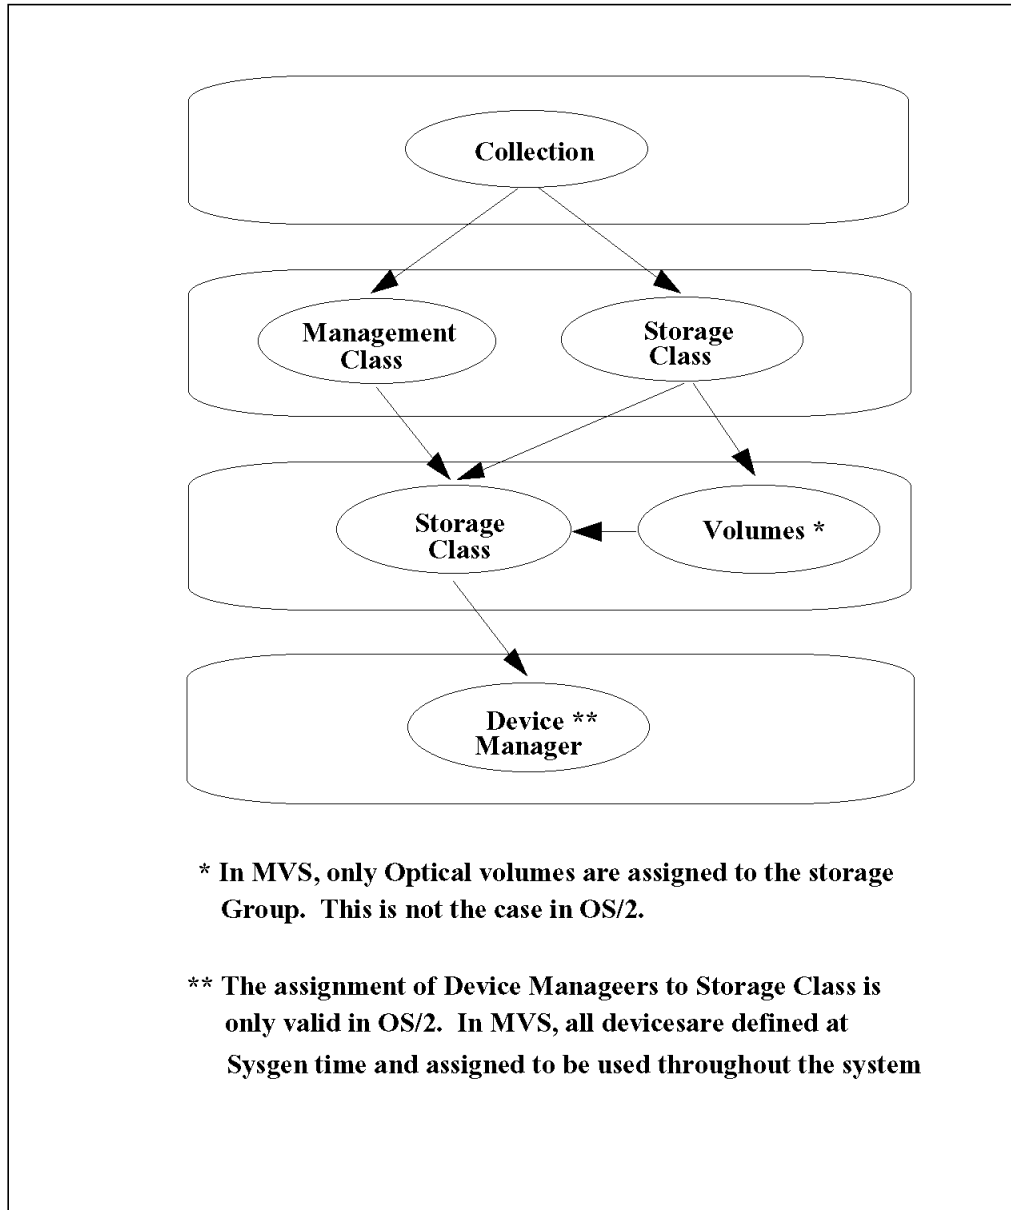 Collection
Management
Class
Storage
Class
Storage
Class
Volumes *
Device **
Manager
* In MVS, only Optical volumes are assigned to the storage
Group. This is not the case in OS/2.
** The assignment of Device Manageers to Storage Class is
only valid in OS/2. In MVS, all devicesare defined at
Sysgen time and assigned to be used throughout the system